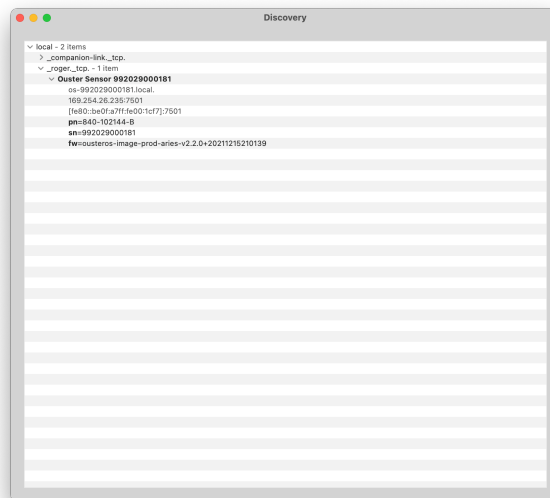 Discovery
local - 2 items
_companion-link._tcp.
_roger._tcp. - 1 item
Ouster Sensor 992029000181
os-992029000181.local.
169.254.26.235:7501
[fe80::be0f:a7ff:fe00:1cf7]:7501
pn=840-102144-B
sn=992029000181
fw=ousteros-image-prod-aries-v2.2.0+20211215210139